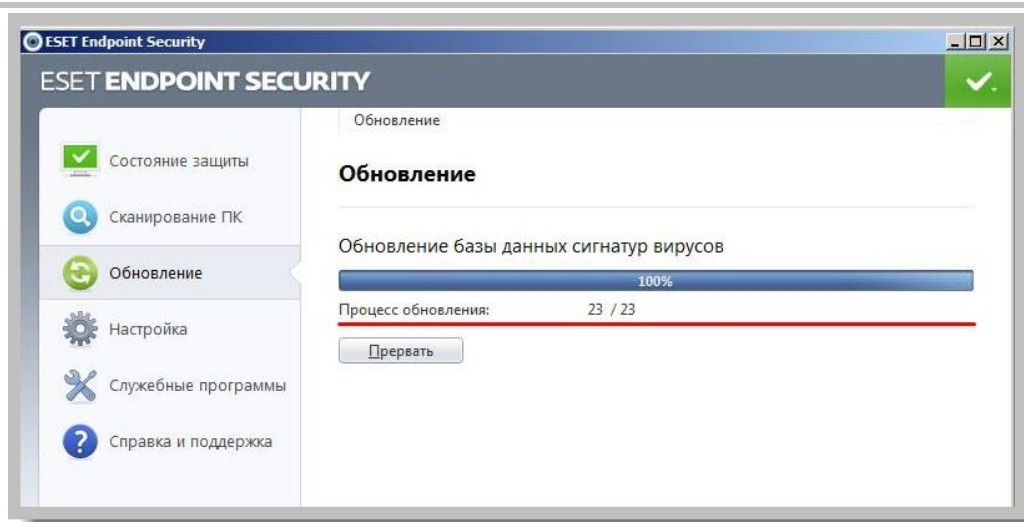 ESET Endpoint Security
ESET ENDPOINT SECURITY
Состояние защиты
Сканирование ПК
Обновление
Настройка
Служебные программы
? Справка и поддержка
Обновление
Обновление
Обновление базы данных сигнатур вирусов
100%
Процесс обновления: 23 / 23
Прервать